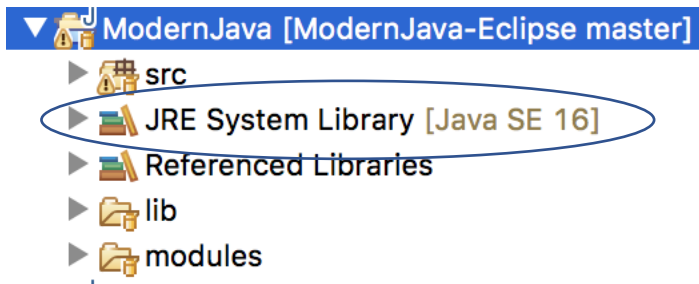 ModernJava [ModernJava-Eclipse master]
src
JRE System Library [Java SE 16]
Referenced Libraries
lib
modules